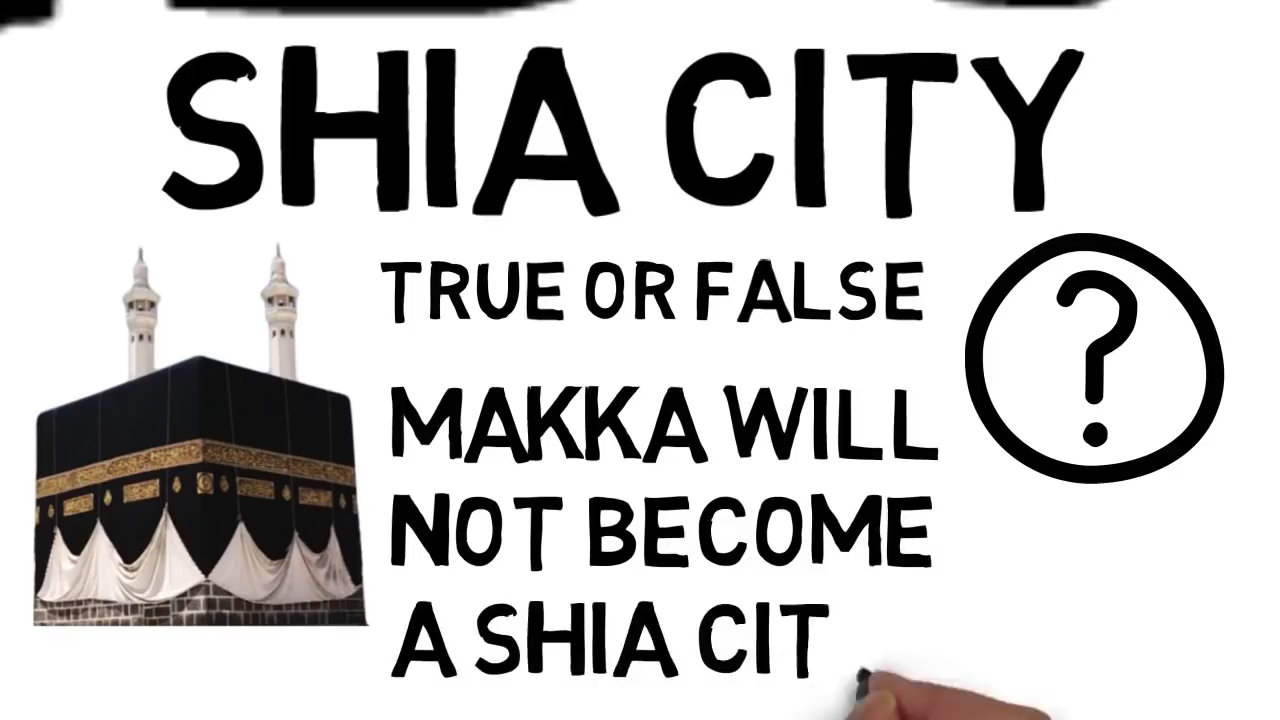 SHIA CITY
TRUE OR FALSE
?
MAKKA WILL
NOT BECOME
A SHIA CIT